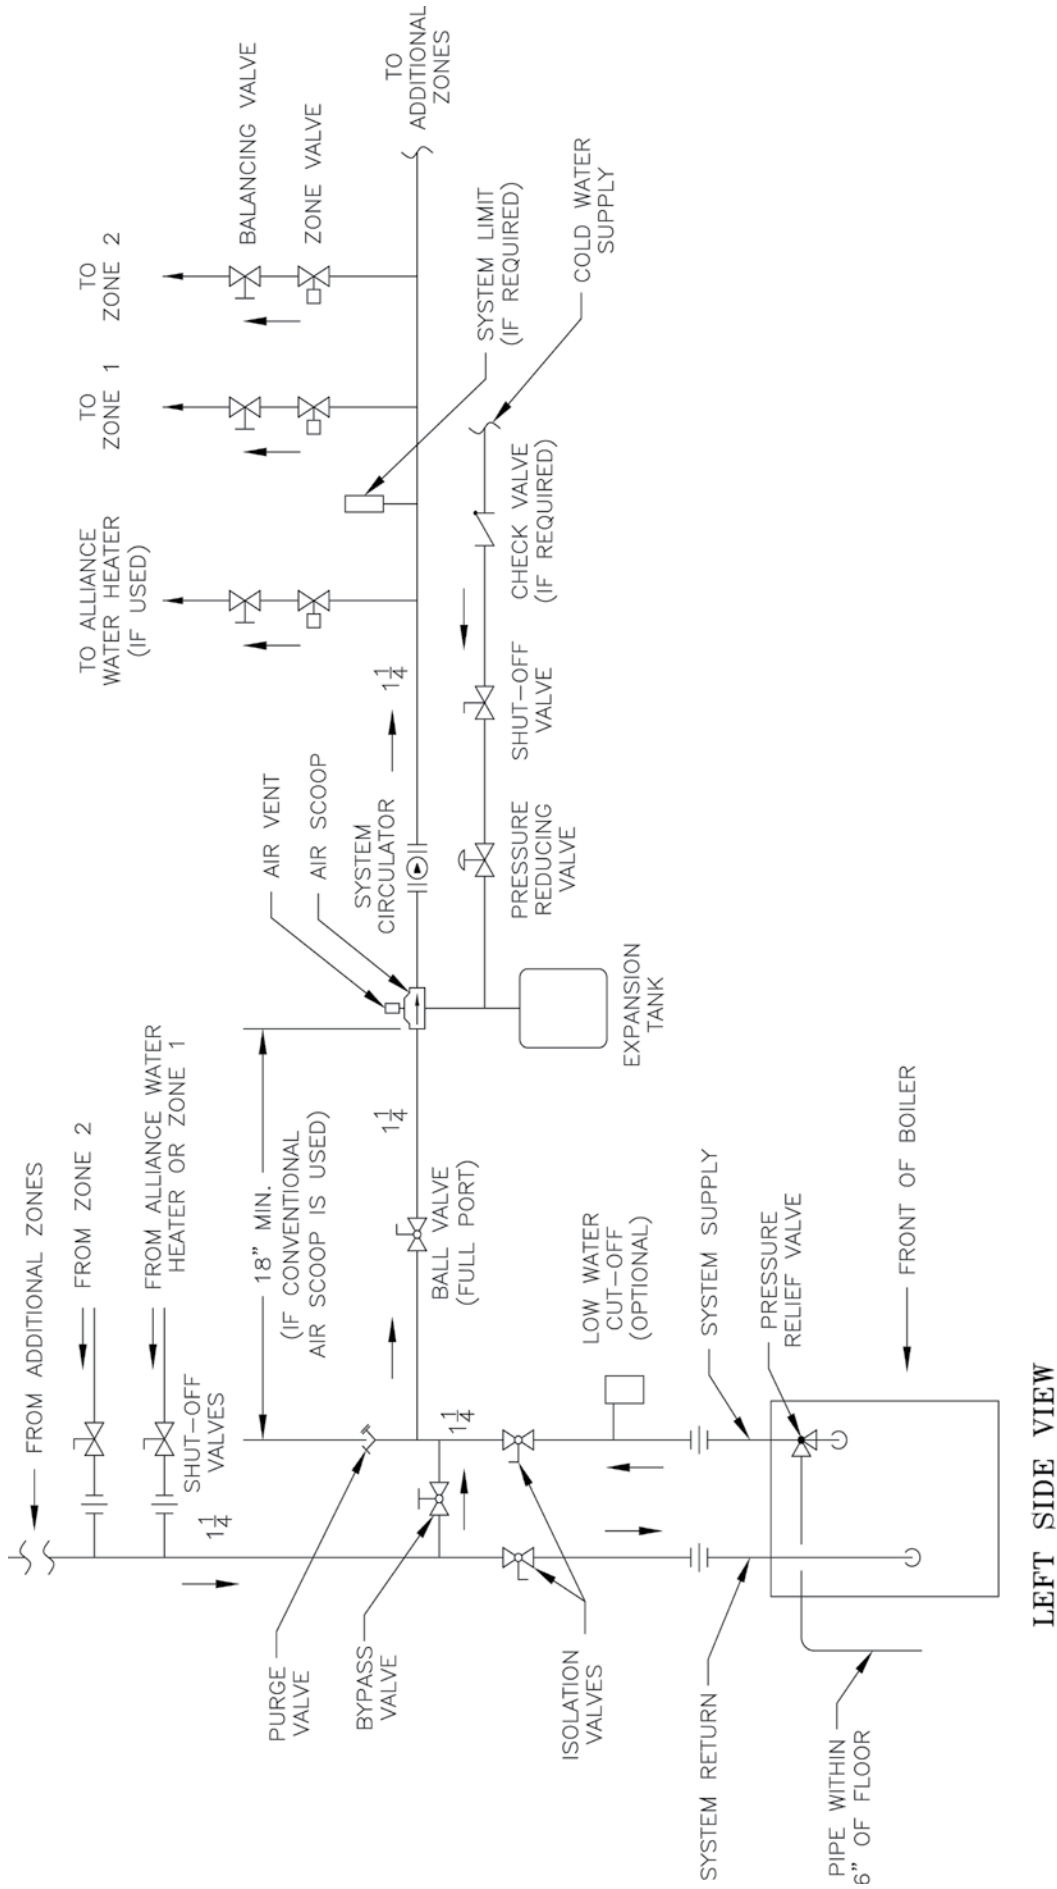 TO
ADDITIONAL
ZONES
BALANCING VALVE
ZONE VALVE
TO
ZONE 2
TO
ZONE 1
TO ALLIANCE
WATER HEATER
(IF USED)
SYSTEM LIMIT
(IF REQUIRED)
COLD WATER
SUPPLY
CHECK VALVE
(IF REQUIRED)
SHUT-OFF
VALVE
PRESSURE
REDUCING
VALVE
1 1/4
SYSTEM
CIRCULATOR
AIR VENT
AIR SCOOP
EXPANSION
TANK
FROM ADDITIONAL ZONES
FROM ZONE 2
FROM ALLIANCE WATER
HEATER OR ZONE 1
SHUT-OFF
VALVES
1 1/4
18" MIN.
(IF CONVENTIONAL
AIR SCOOP IS USED)
1 1/4
BALL VALVE
(FULL PORT)
1 1/4
LOW WATER
CUT-OFF
(OPTIONAL)
SYSTEM SUPPLY
PRESSURE
RELIEF VALVE
FRONT OF BOILER
PURGE
VALVE
BYPASS
VALVE
ISOLATION
VALVES
SYSTEM RETURN
PIPE WITHIN
6" OF FLOOR
LEFT SIDE VIEW